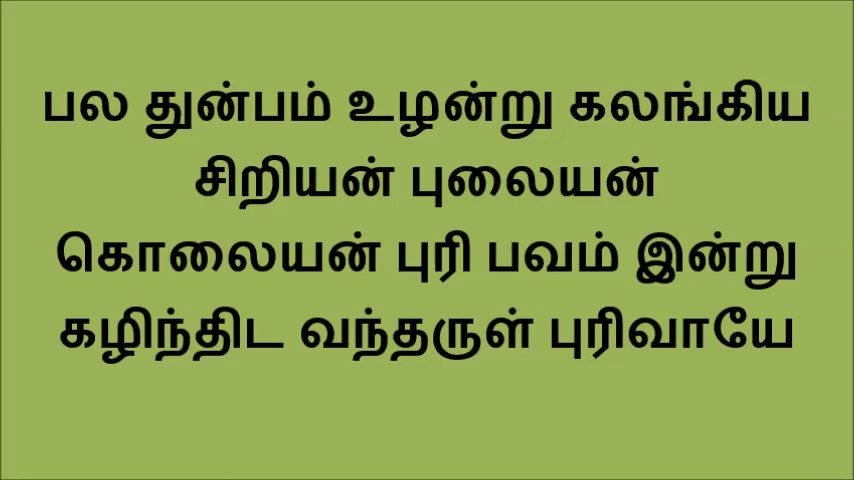 பல துன்பம் உழன்று கலங்கிய
சிறியன் புலையன்
கொலையன் புரி பவம் இன்று
கழிந்திட வந்தருள் புரிவாயே